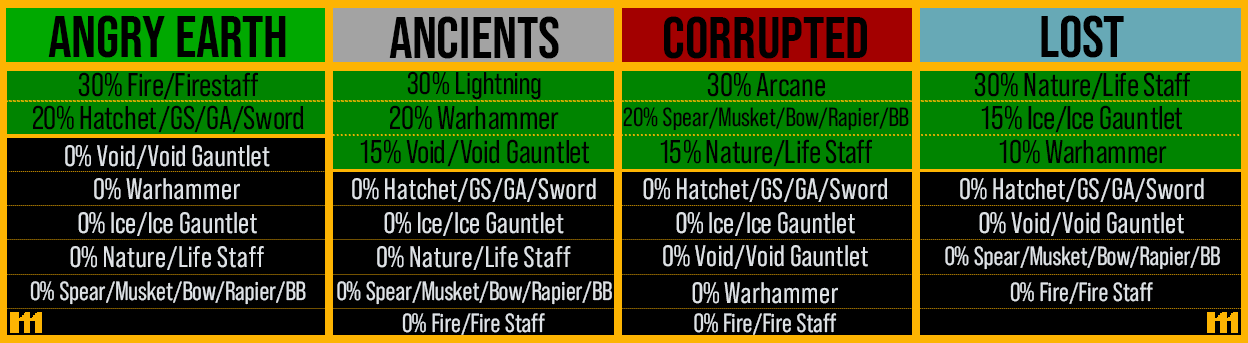 ANGRY EARTH
30% Fire/Firestaff
20% Hatchet/GS/GA/Sword
0% Void/Void Gauntlet
0% Warhammer
0% Ice/Ice Gauntlet
0% Nature/Life Staff
0% Spear/Musket/Bow/Rapier/BB
ANCIENTS
30% Lightning
20% Warhammer
15% Void/Void Gauntlet
0% Hatchet/GS/GA/Sword
0% Ice/Ice Gauntlet
0% Nature/Life Staff
0% Spear/Musket/Bow/Rapier/BB
0% Fire/Fire Staff
CORRUPTED
30% Arcane
20% Spear/Musket/Bow/Rapier/BB
15% Nature/Life Staff
0% Hatchet/GS/GA/Sword
0% Ice/Ice Gauntlet
0% Void/Void Gauntlet
0% Warhammer
0% Fire/Fire Staff
LOST
30% Nature/Life Staff
15% Ice/Ice Gauntlet
10% Warhammer
0% Hatchet/GS/GA/Sword
0% Void/Void Gauntlet
0% Spear/Musket/Bow/Rapier/BB
0% Fire/Fire Staff